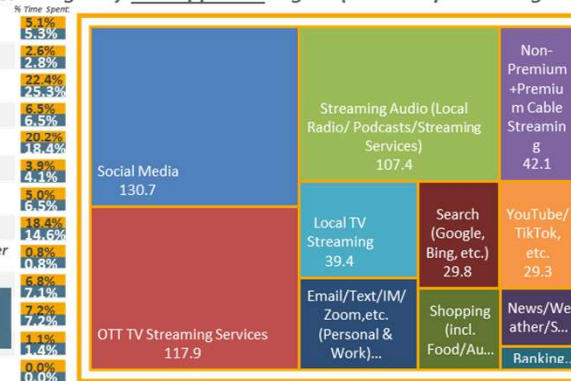 % Time Spent:
5.1%
5.3%
2.6%
2.8%
22.4%
25.3%
6.5%
6.5%
20.2%
18.4%
3.9%
4.1%
5.0%
6.5%
18.4%
14.6%
0.8%
0.8%
6.8%
7.1%
7.2%
7.2%
1.1%
1.4%
0.0%
0.0%
Social Media
130.7
OTT TV Streaming Services
117.9
Streaming Audio (Local
Radio/ Podcasts/Streaming
Services)
107.4
Non-
Premium
+Premiu
m Cable
Streamin
g
42.1
Local TV
Streaming
39.4
Search
(Google,
Bing, etc.)
29.8
YouTube/
TikTok,
etc.
29.3
Email/Text/IM/
Zoom,etc.
(Personal &
Work)...
Shopping
(incl.
Food/Au...
News/We
ather/S...
Banking...